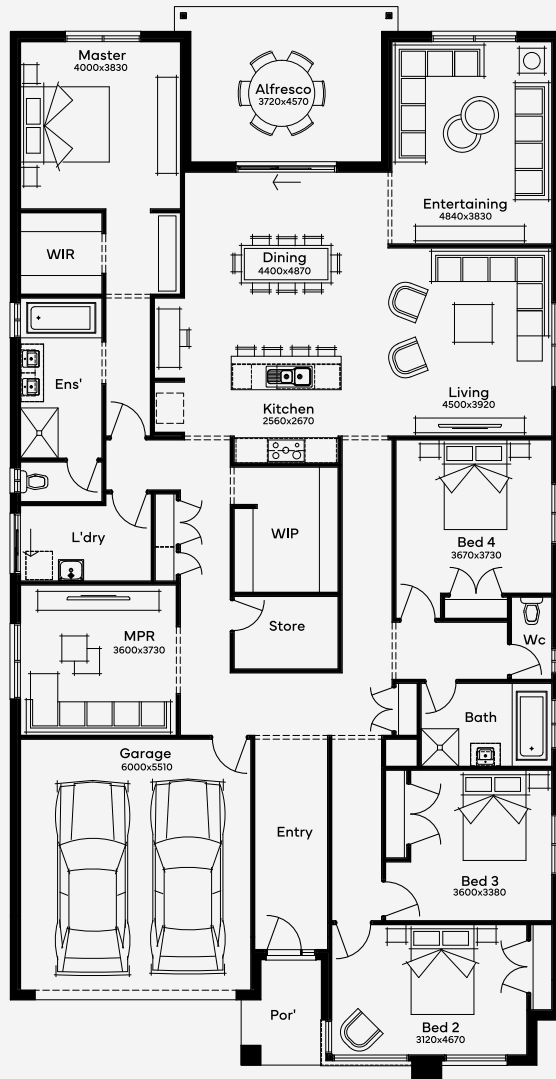 Master
4000x3830
Alfresco
3720x4570
Entertaining
4840x3830
WIR
Dining
4400x4870
Ens'
Living
4500x3920
Kitchen
2560x2670
Bed 4
3670x3730
L'dry
WIP
MPR
3600x3730
Store
Wc
Bath
Garage
6000x5510
Entry
Bed 3
3600x3380
Por'
Bed 2
3120x4670